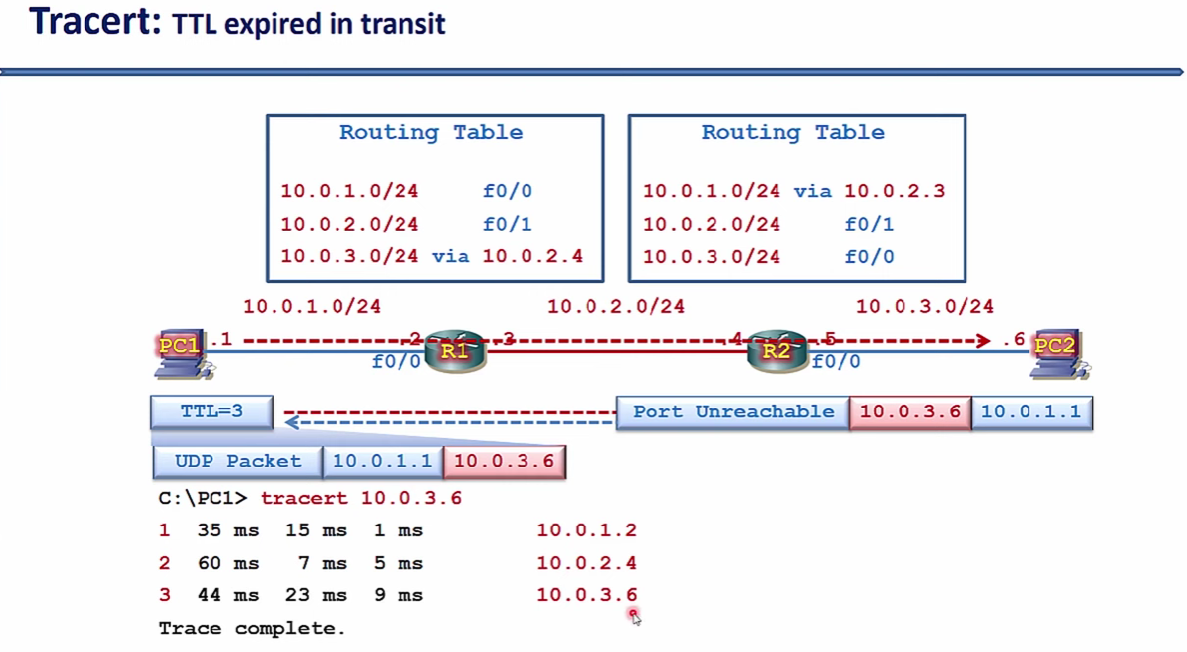 Tracert: TTL expired in transit
Routing Table
10.0.1.0/24 f0/0
10.0.2.0/24 f0/1
10.0.3.0/24 via 10.0.2.4
Routing Table
10.0.1.0/24 via 10.0.2.3
10.0.2.0/24 f0/1
10.0.3.0/24 f0/0
10.0.1.0/24 10.0.2.0/24 10.0.3.0/24
PC1 .1 .2 R1 .3 .4 R2 .5 .6 PC2
f0/0 f0/0
TTL=3 Port Unreachable 10.0.3.6 10.0.1.1
UDP Packet 10.0.1.1 10.0.3.6
C:\PC1> tracert 10.0.3.6
1 35 ms 15 ms 1 ms 10.0.1.2
2 60 ms 7 ms 5 ms 10.0.2.4
3 44 ms 23 ms 9 ms 10.0.3.6
Trace complete.